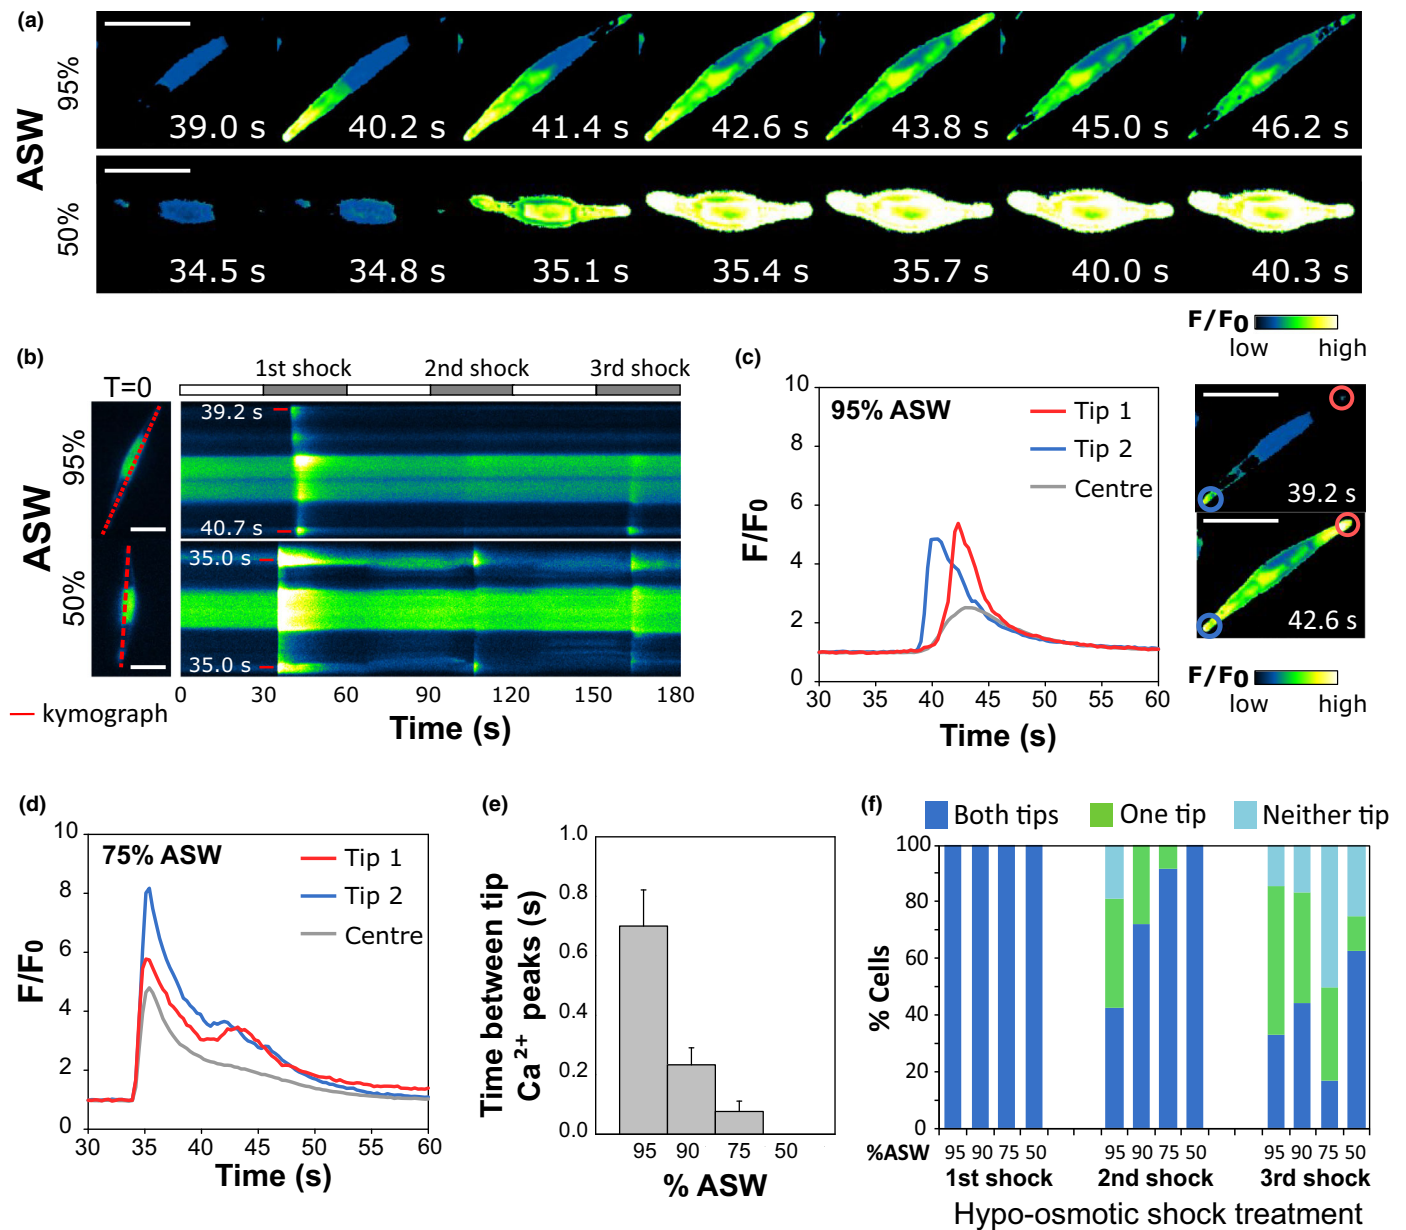 (a)
ASW
95%
39.0 s
40.2 s
41.4 s
42.6 s
43.8 s
45.0 s
46.2 s
50%
34.5 s
34.8 s
35.1 s
35.4 s
35.7 s
40.0 s
40.3 s
F/F0
low high
(b)
T=0
1st shock
2nd shock
3rd shock
ASW
95%
39.2 s
40.7 s
50%
35.0 s
35.0 s
0 30 60 90 120 150 180
Time (s)
kymograph
(c)
95% ASW
Tip 1
Tip 2
Centre
F/F0
10
8
6
4
2
0
30 35 40 45 50 55 60
Time (s)
39.2 s
42.6 s
F/F0
low high
(d)
75% ASW
Tip 1
Tip 2
Centre
F/F0
10
8
6
4
2
0
30 35 40 45 50 55 60
Time (s)
(e)
Time between tip
Ca2+ peaks (s)
1.0
0.8
0.6
0.4
0.2
0.0
95 90 75 50
% ASW
(f)
Both tips
One tip
Neither tip
% Cells
100
80
60
40
20
0
%ASW
95 90 75 50
95 90 75 50
95 90 75 50
1st shock
2nd shock
3rd shock
Hypo-osmotic shock treatment